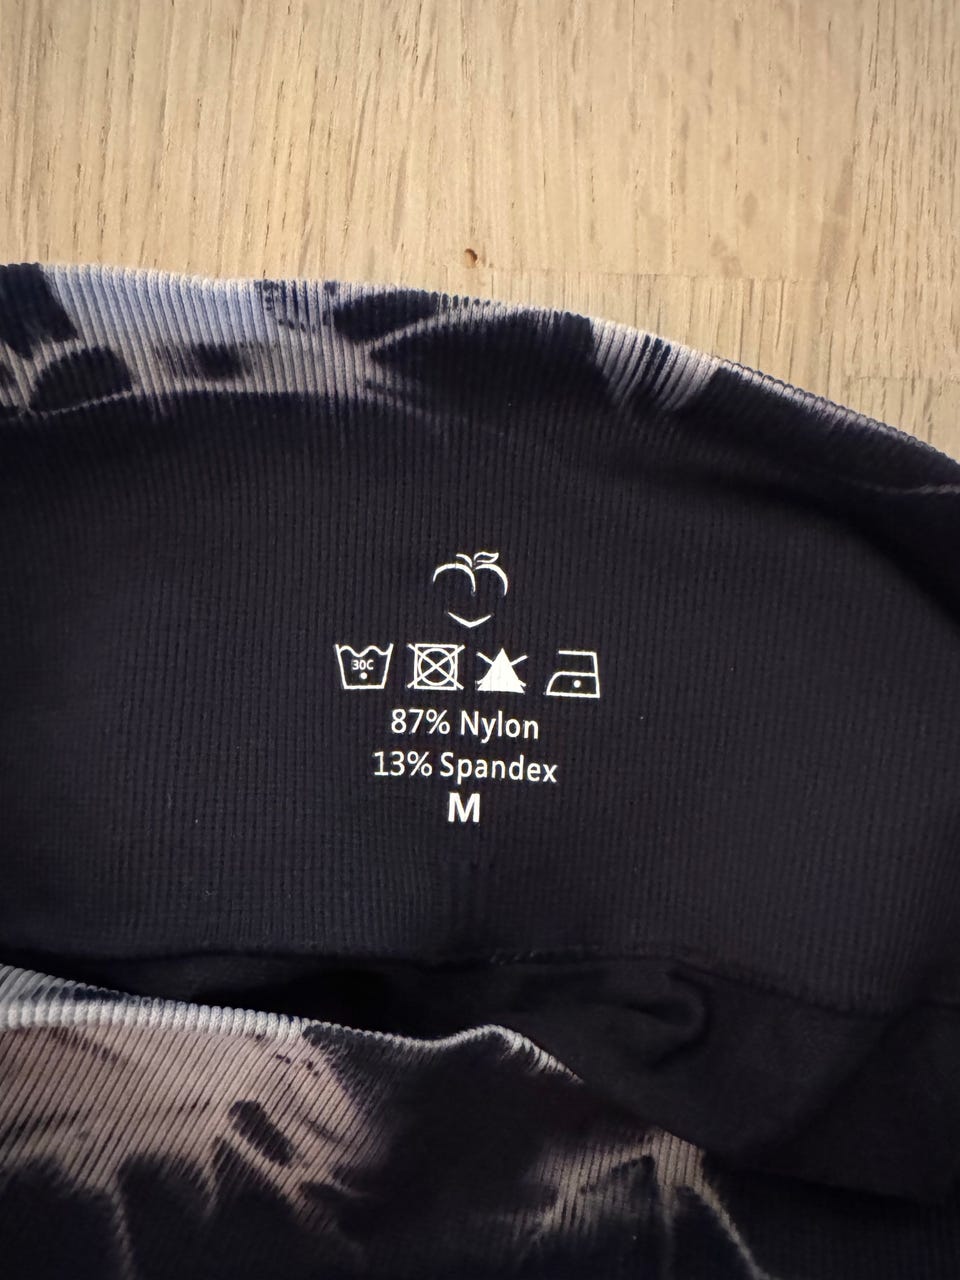 30C
87% Nylon
13% Spandex
M